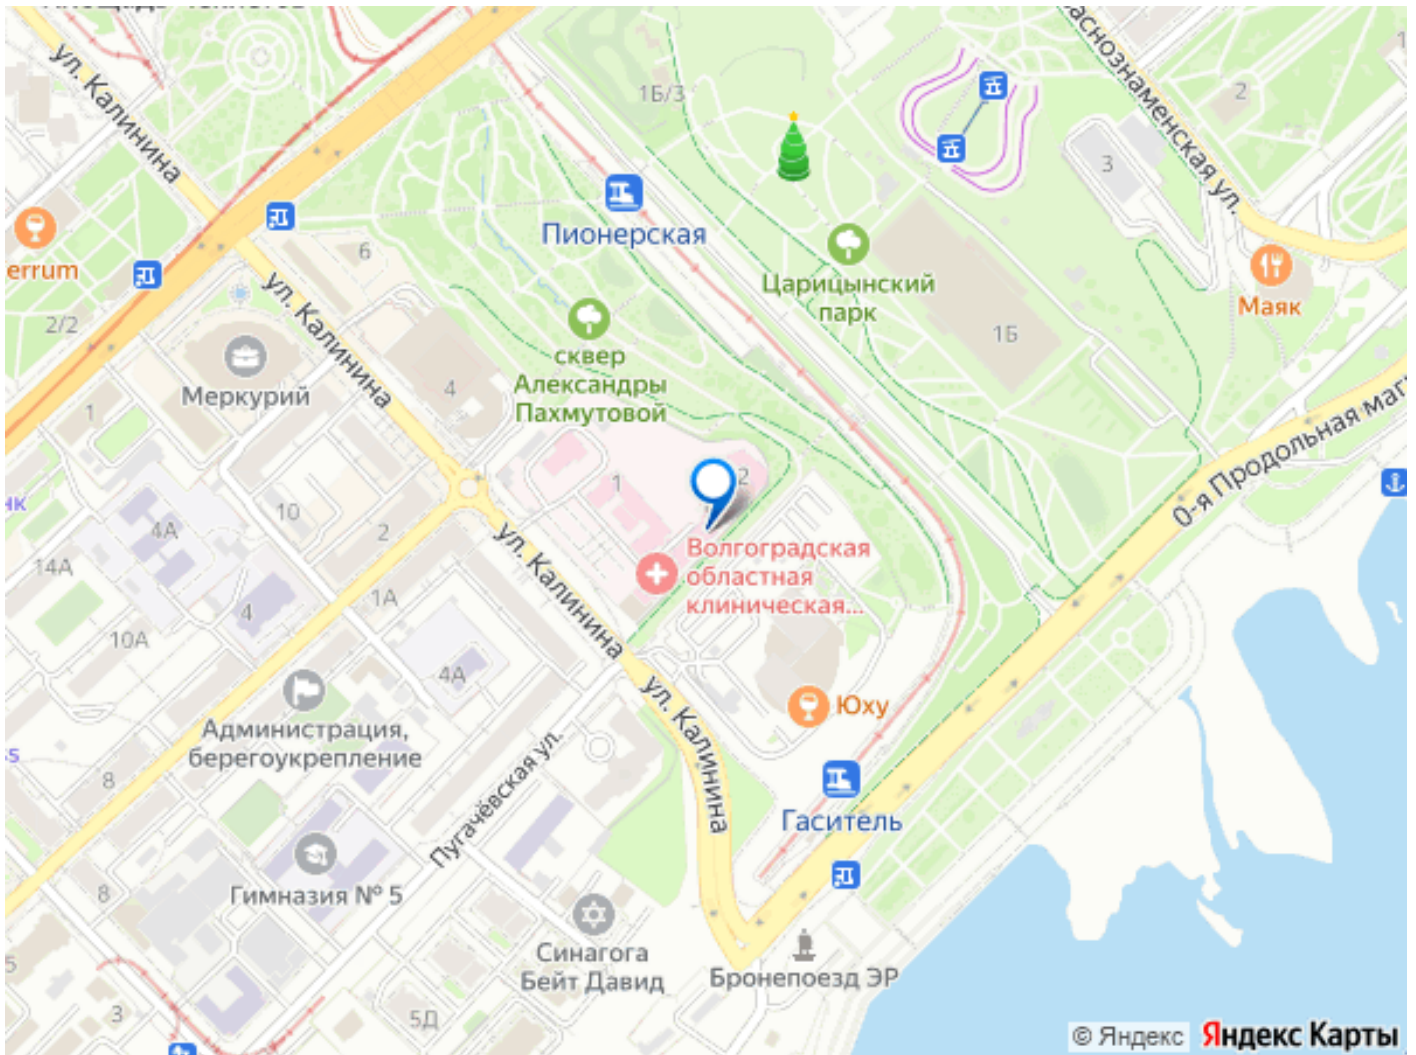 ул. Калинина
1Б/3
аснознаменская ул.
2
3
Пионерская
errum
6
ул. Калинина
Царицынский
парк
Маяк
2/2
1Б
Меркурий
сквер
Александры
Пахмутовой
4
1
0-я Продольная маг
1
2
нк
10
2
4А
14А
ул. Калинина
Волгоградская
областная
клиническая...
1А
4
10А
4А
ул. Калинина
Юху
Администрация,
берегоукрепление
8
Пугачёвская ул.
Гаситель
Гимназия № 5
8
Синагога
Бейт Давид
Бронепоезд ЭР
5
3
5Д
© Яндекс
Яндекс Карты